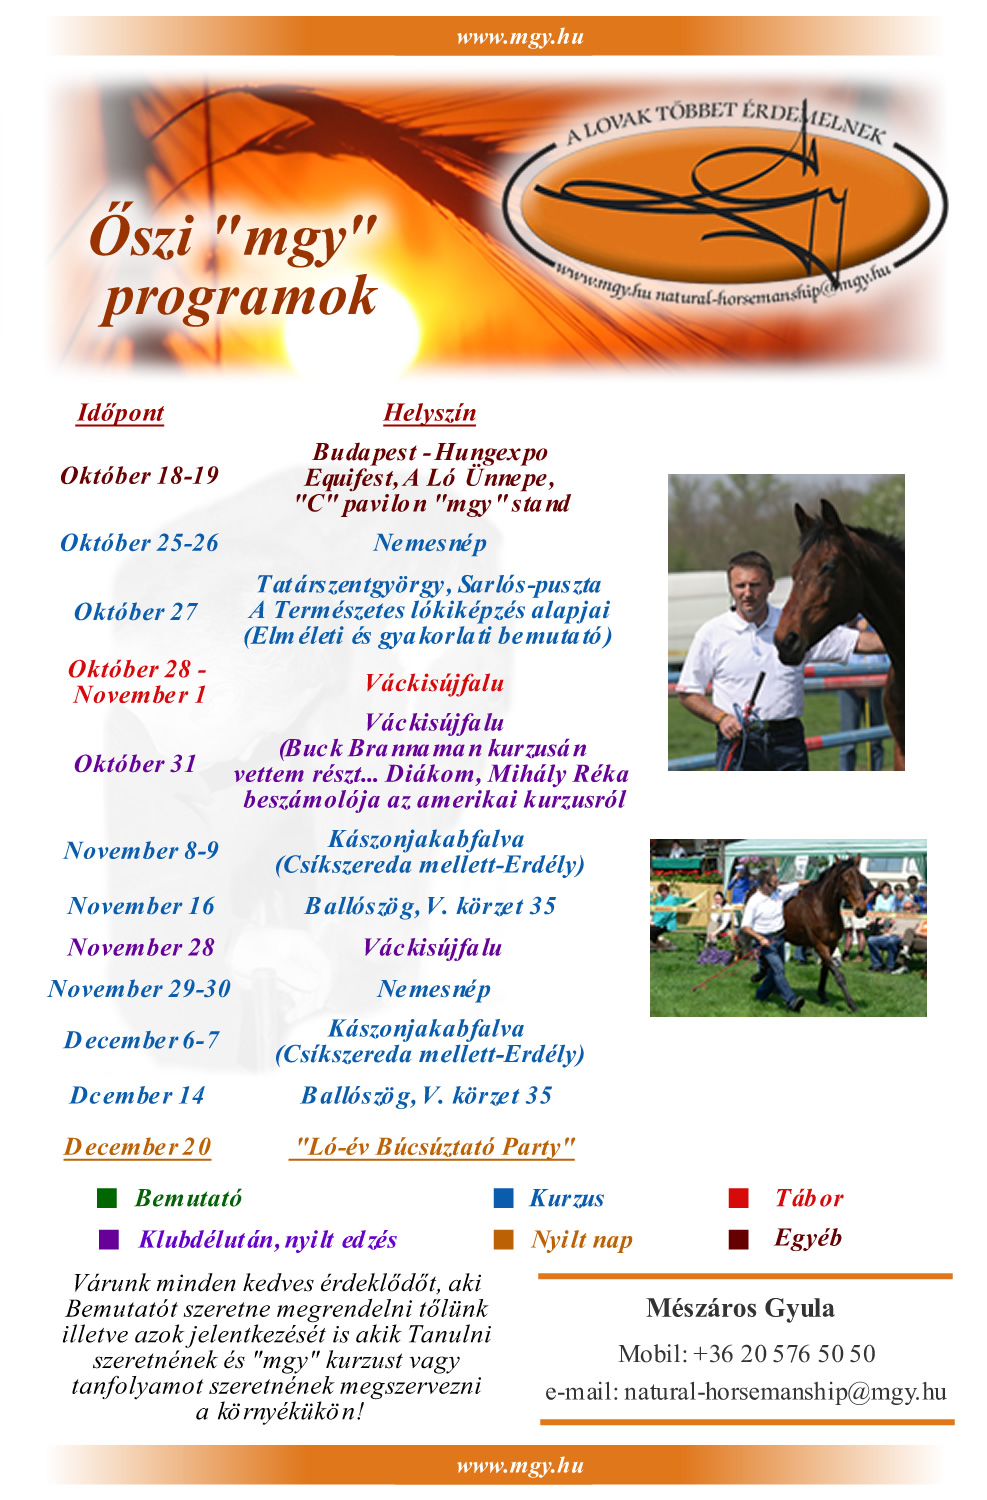 www.mgy.hu
A LOVAK TÖBBET ÉRDEMELNEK
mgy
www.mgy.hu natural-horsemanship@mgy.hu
Őszi "mgy"
programok
Időpont
Helyszín
Október 18-19
Budapest - Hungexpo
Equifest, A Ló Ünnepe,
"C" pavilon "mgy" stand
Október 25-26
Nemesnép
Október 27
Tatárszentgyörgy, Sarlós-puszta
A Természetes lókiképzés alapjai
(Elméleti és gyakorlati bemutató)
Október 28 -
November 1
Váckisújfalu
Október 31
Váckisújfalu
(Buck Brannaman kurzusán
vettem részt... Diákom, Mihály Réka
beszámolója az amerikai kurzusról
November 8-9
Kászonjakabfalva
(Csíkszereda mellett-Erdély)
November 16
Ballószög, V. körzet 35
November 28
Váckisújfalu
November 29-30
Nemesnép
December 6-7
Kászonjakabfalva
(Csíkszereda mellett-Erdély)
Dcember 14
Ballószög, V. körzet 35
December 20
"Ló-év Búcsúztató Party"
Bemutató
Kurzus
Tábor
Klubdélután, nyilt edzés
Nyilt nap
Egyéb
Várunk minden kedves érdeklődőt, aki
Bemutatót szeretne megrendelni tőlünk
illetve azok jelentkezését is akik Tanulni
szeretnének és "mgy" kurzust vagy
tanfolyamot szeretnének megszervezni
a környékükön!
Mészáros Gyula
Mobil: +36 20 576 50 50
e-mail: natural-horsemanship@mgy.hu
www.mgy.hu